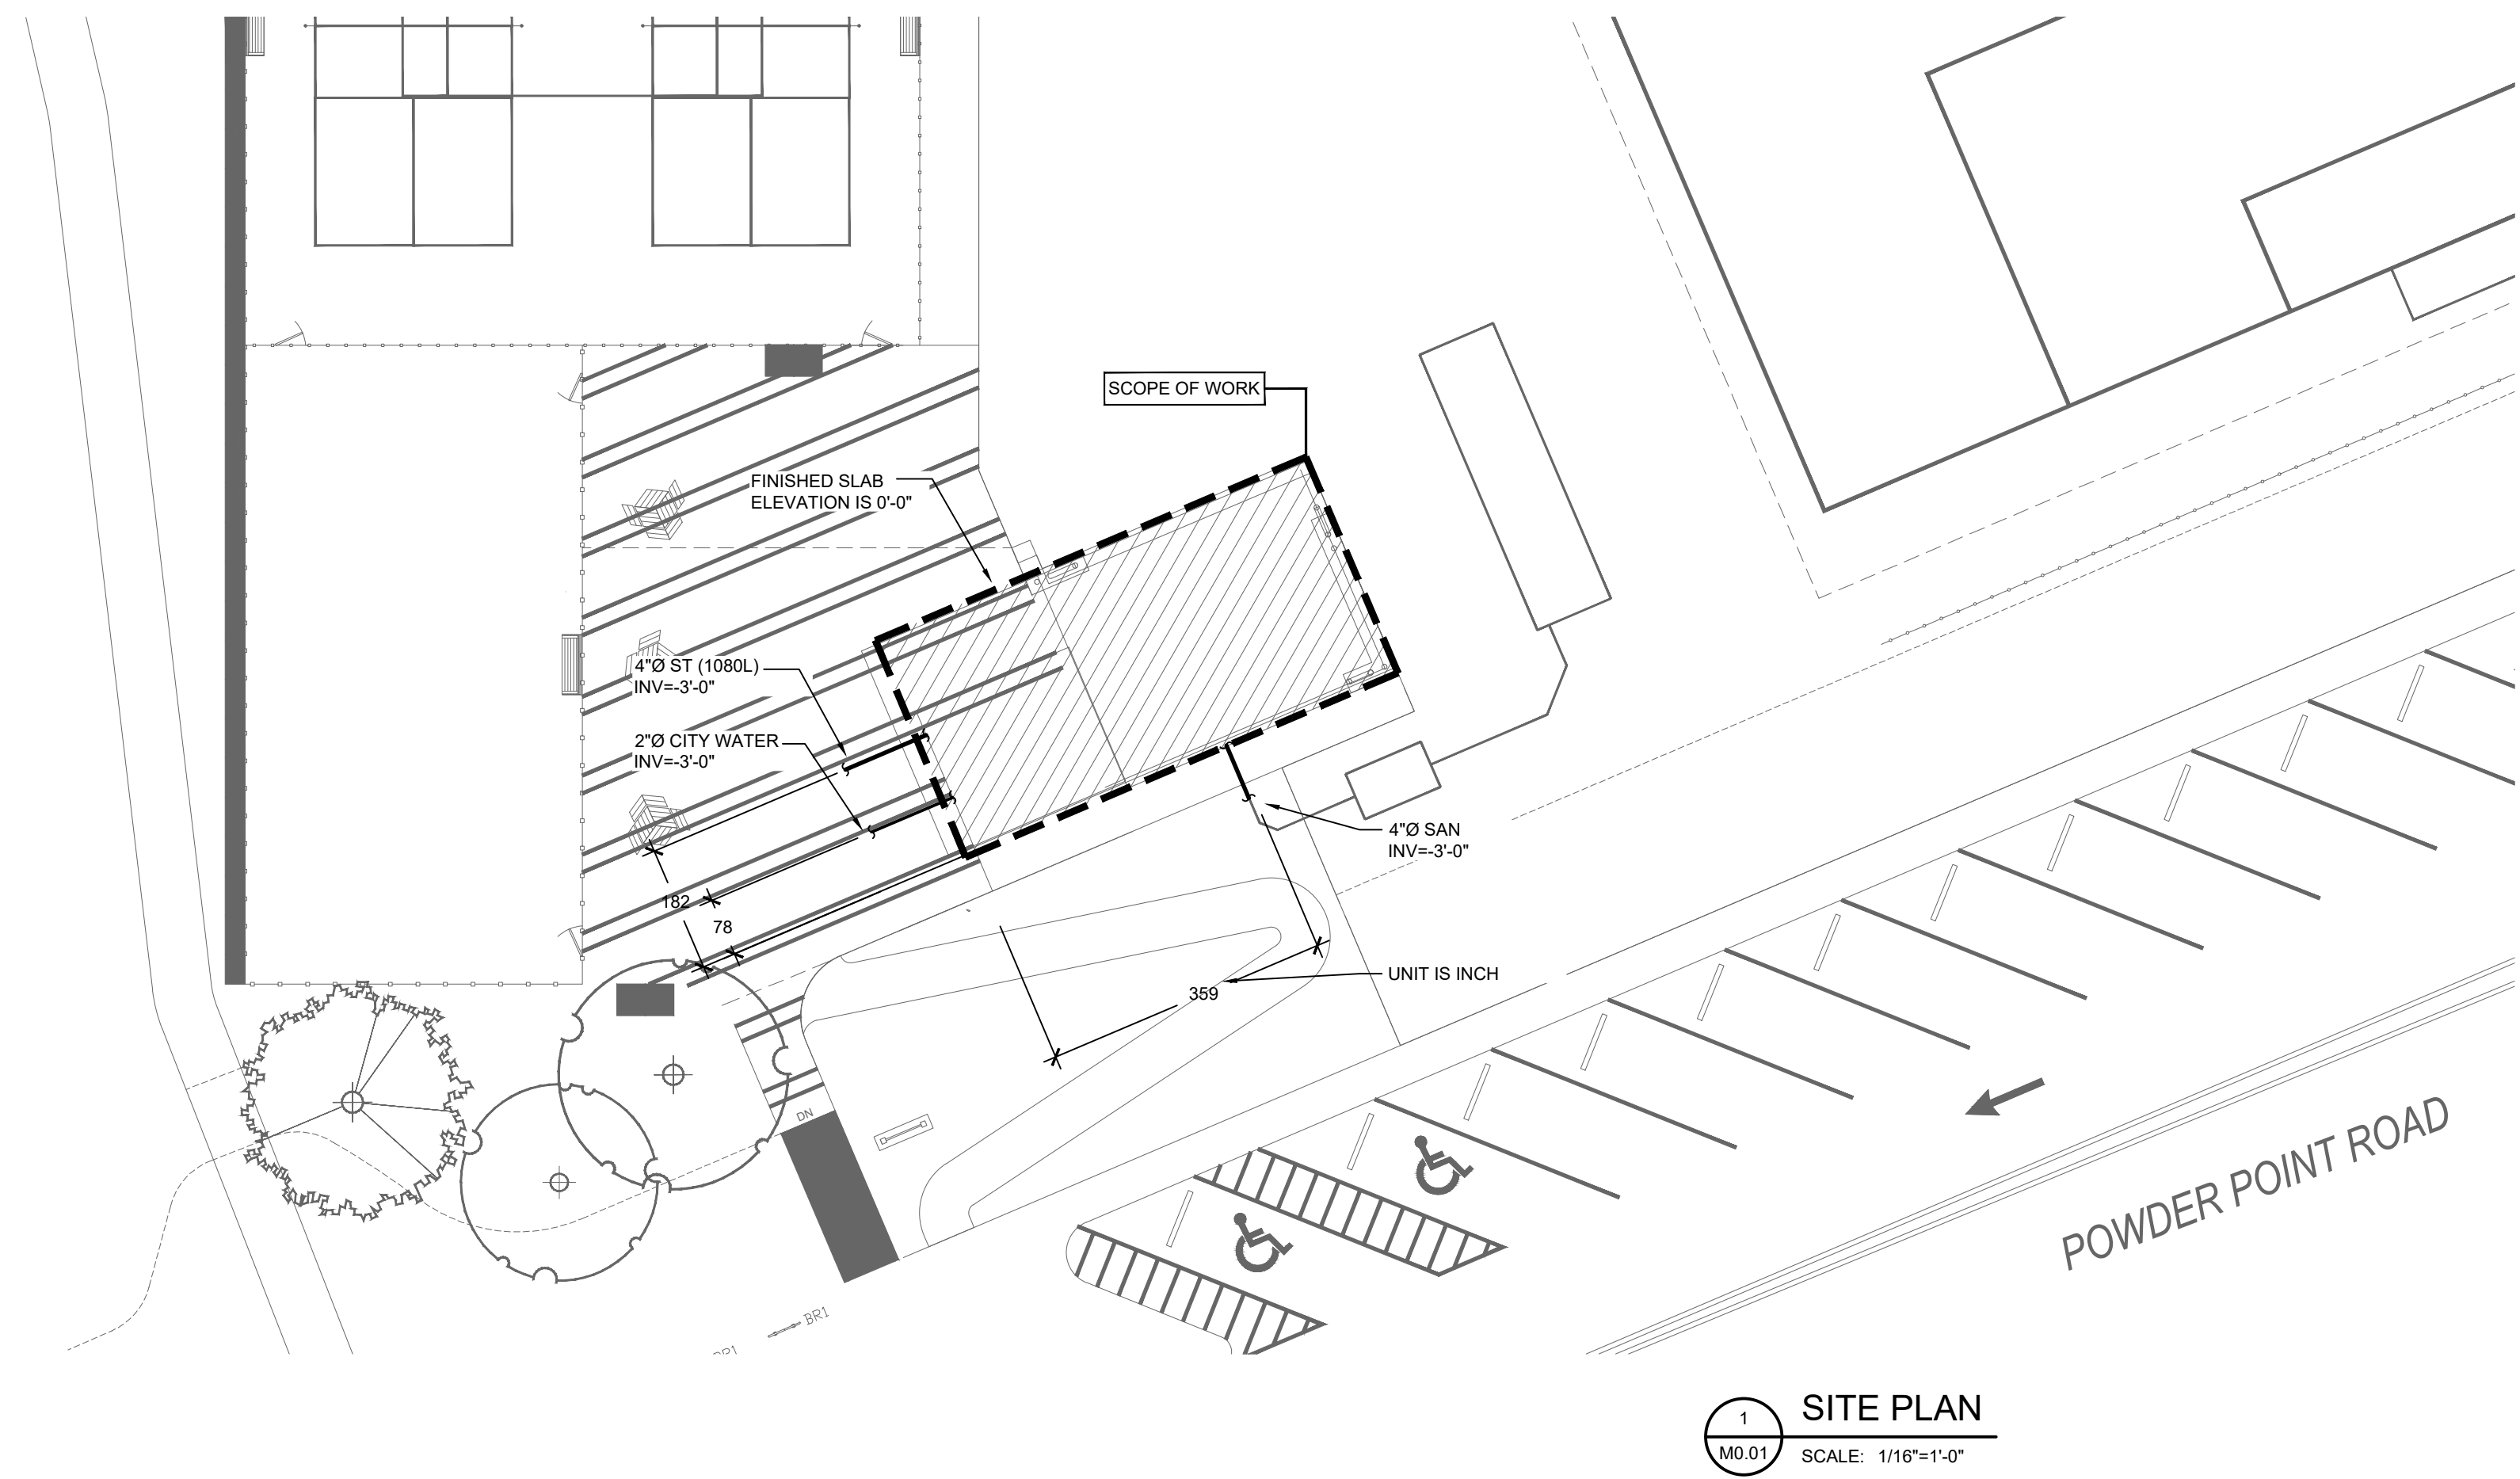 SCOPE OF WORK
FINISHED SLAB
ELEVATION IS 0'-0"
4"Ø ST (1080L)
INV=-3'-0"
2"Ø CITY WATER
INV=-3'-0"
4"Ø SAN
INV=-3'-0"
182
78
UNIT IS INCH
359
DN
POWDER POINT ROAD
BR1
BR1
1
M0.01
SITE PLAN
SCALE: 1/16"=1'-0"